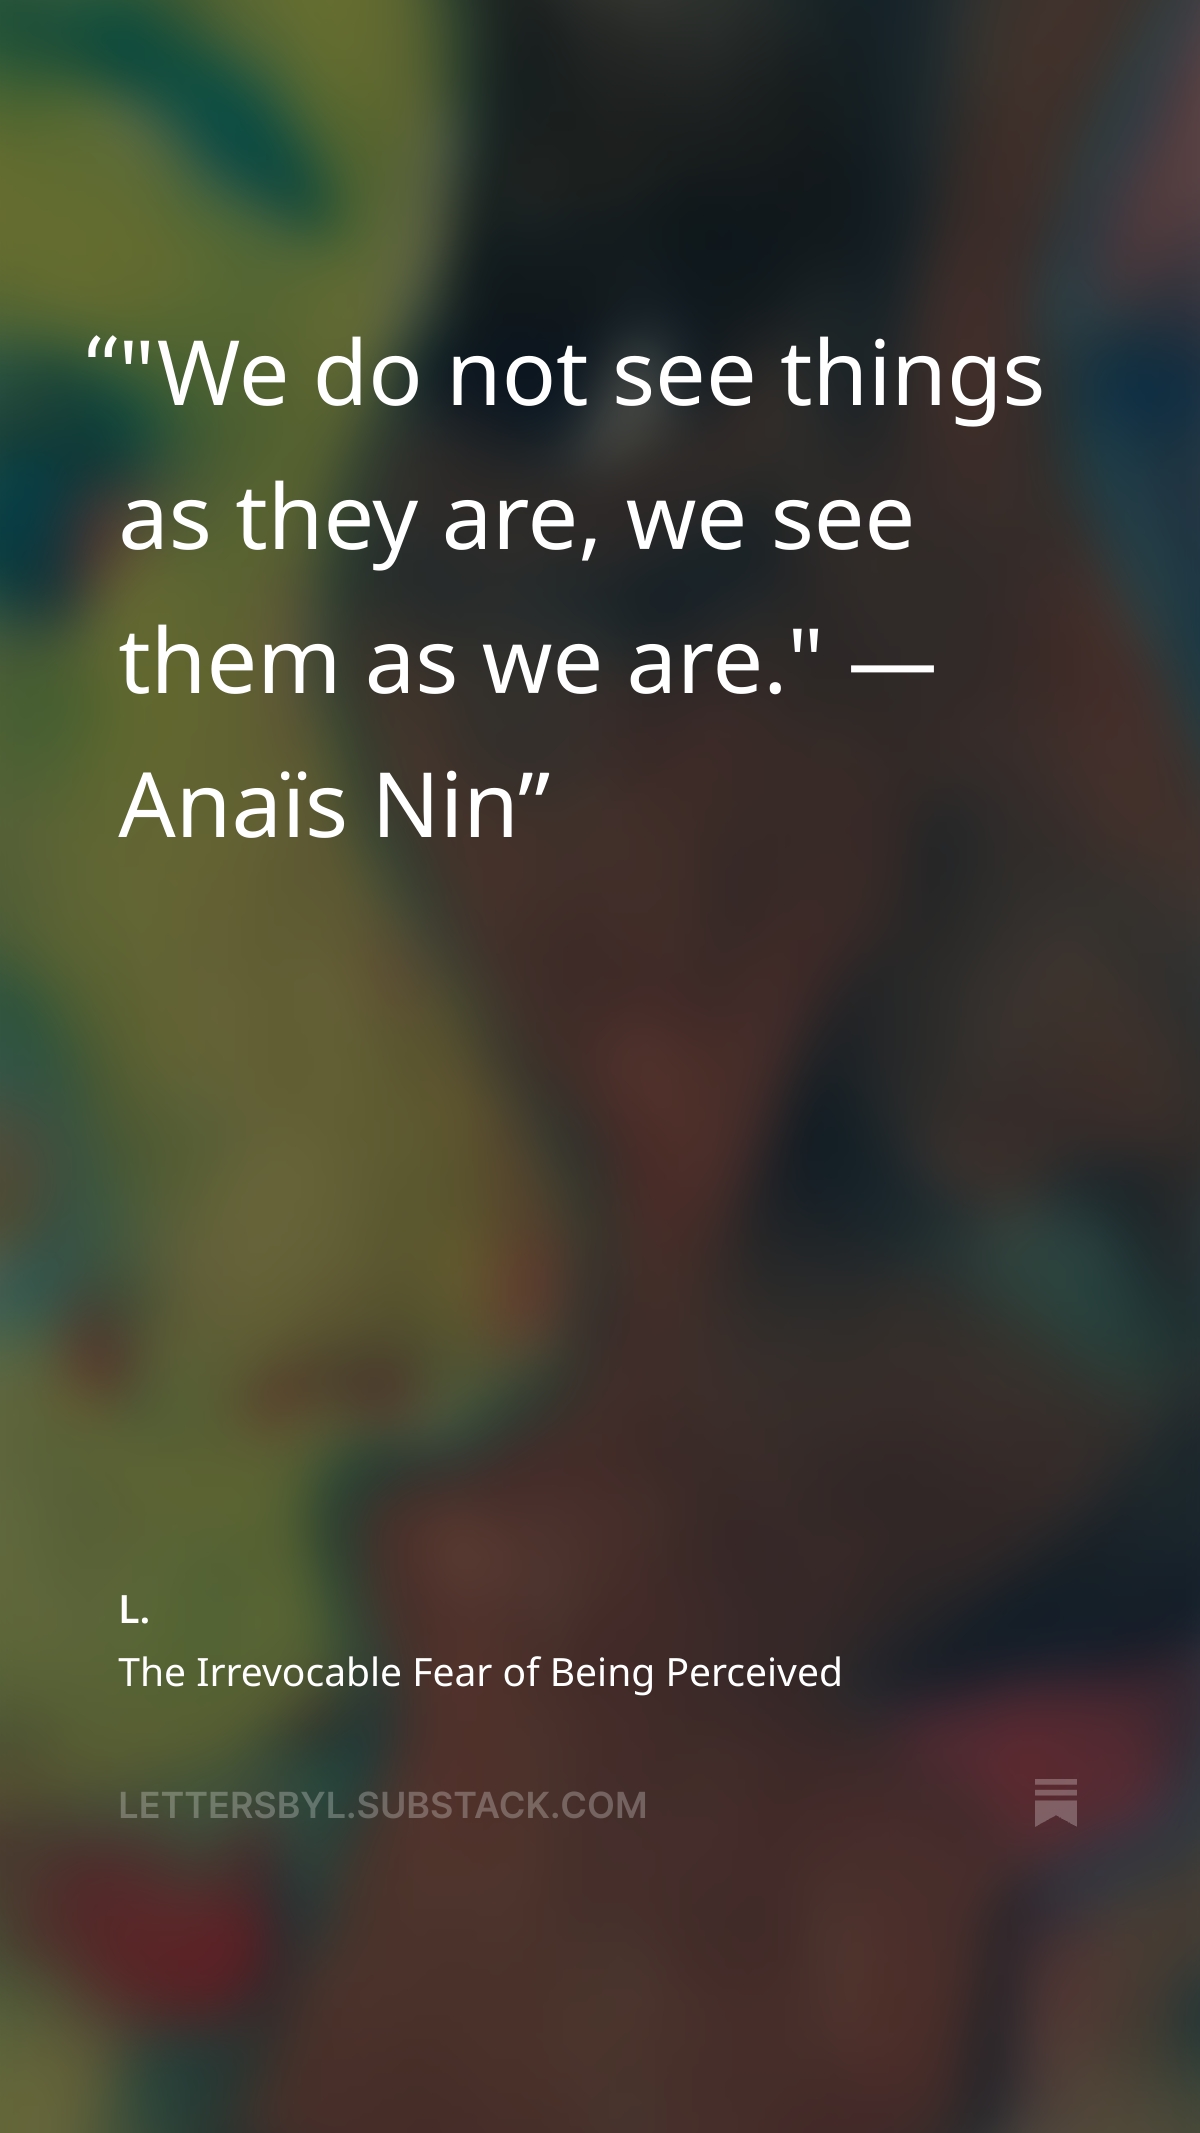 “"We do not see things
as they are, we see
them as we are." —
Anaïs Nin”
L.
The Irrevocable Fear of Being Perceived
LETTERSBYL.SUBSTACK.COM